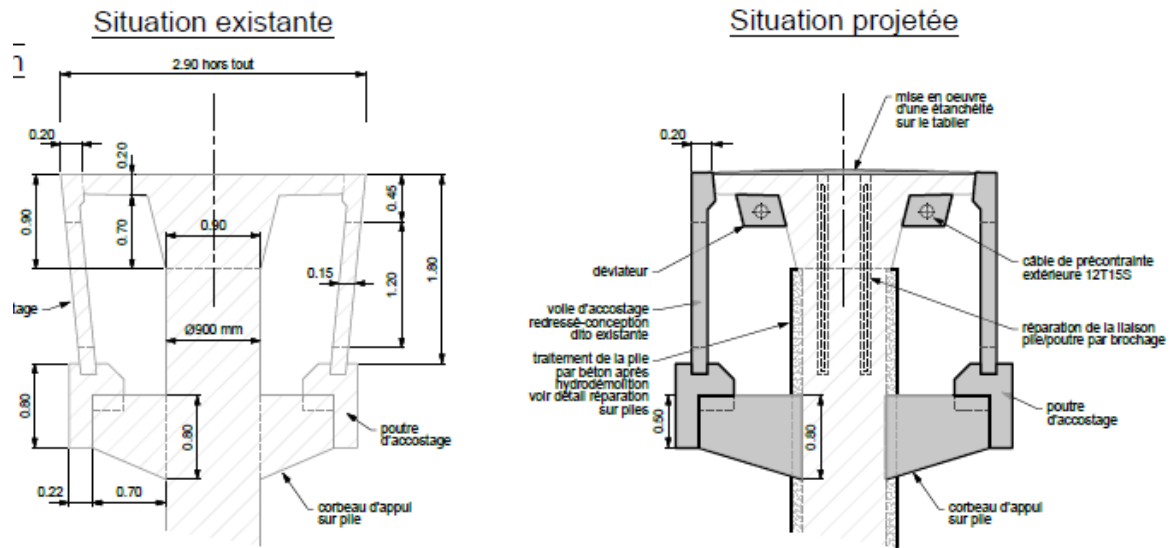 Situation existante
n
2.90 hors tout
0.20
0.20
0.90
0.70
0.90
0.45
1.20
1.80
0.15
tage
Ø900 mm
0.80
0.80
poutre
d'accostage
0.22
0.70
corbeau d'appui
sur pile
Situation projetée
mise en oeuvre
d'une étanchéité
sur le tablier
0.20
déviateur
câble de précontrainte
extérieure 12T15S
voile d'accostage
redressé-conception
dito existante
réparation de la liaison
pile/poutre par brochage
traitement de la pile
par béton après
hydrodémolition
voir détail réparation
sur piles
0.50
0.80
poutre
d'accostage
corbeau d'appui
sur pile